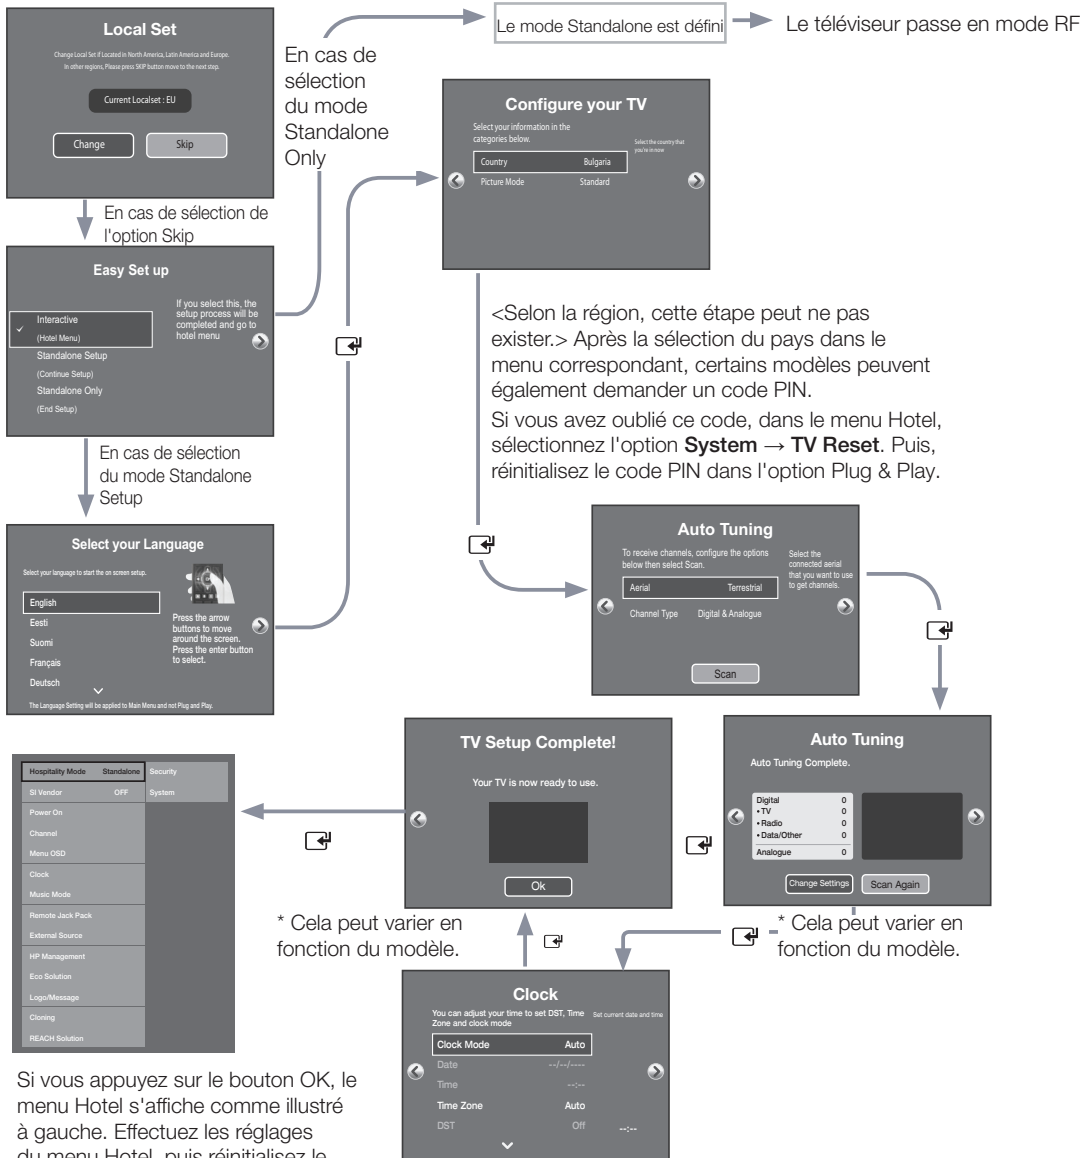 Local Set
Change Local Set if Located in North America, Latin America and Europe.
In other regions, Please press SKIP button move to the next step.
Current Localset : EU
Change
Skip
En cas de
sélection
du mode
Standalone
Only
Le mode Standalone est défini
Le téléviseur passe en mode RF
En cas de sélection de
l'option Skip
Configure your TV
Select your information in the
categories below.
Select the country that
you're in now
Country Bulgaria
Picture Mode Standard
Easy Set up
Interactive
(Hotel Menu)
Standalone Setup
(Continue Setup)
Standalone Only
(End Setup)
If you select this, the
setup process will be
completed and go to
hotel menu
<Selon la région, cette étape peut ne pas
exister.> Après la sélection du pays dans le
menu correspondant, certains modèles peuvent
également demander un code PIN.
Si vous avez oublié ce code, dans le menu Hotel,
sélectionnez l'option System → TV Reset. Puis,
réinitialisez le code PIN dans l'option Plug & Play.
En cas de sélection
du mode Standalone
Setup
Select your Language
Select your language to start the on screen setup.
English
Eesti
Suomi
Français
Deutsch
Press the arrow
buttons to move
around the screen.
Press the enter button
to select.
The Language Setting will be applied to Main Menu and not Plug and Play.
Auto Tuning
To receive channels, configure the options
below then select Scan.
Select the
connected aerial
that you want to use
to get channels.
Aerial Terrestrial
Channel Type Digital & Analogue
Scan
Auto Tuning
Auto Tuning Complete.
Digital 0
• TV 0
• Radio 0
• Data/Other 0
Analogue 0
Change Settings
Scan Again
* Cela peut varier en
fonction du modèle.
TV Setup Complete!
Your TV is now ready to use.
Ok
* Cela peut varier en
fonction du modèle.
Hospitality Mode Standalone Security
SI Vendor OFF System
Power On
Channel
Menu OSD
Clock
Music Mode
Remote Jack Pack
External Source
HP Management
Eco Solution
Logo/Message
Cloning
REACH Solution
Clock
You can adjust your time to set DST, Time
Zone and clock mode
Set current date and time
Clock Mode Auto
Date --/--/----
Time --:--
Time Zone Auto
DST Off
--:--
Si vous appuyez sur le bouton OK, le
menu Hotel s'affiche comme illustré
à gauche. Effectuez les réglages
du menu Hotel, puis réinitialisez le